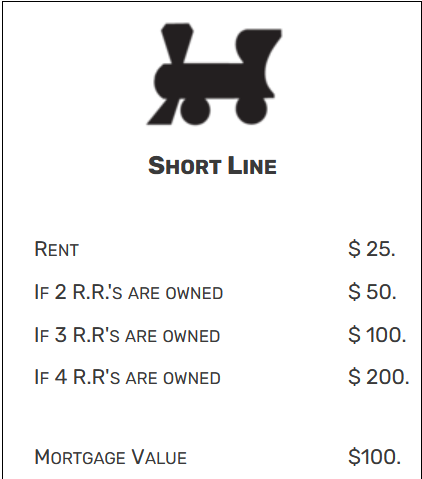 Short Line
Rent $ 25.
If 2 R.R.'s are owned $ 50.
If 3 R.R's are owned $ 100.
If 4 R.R's are owned $ 200.
Mortgage Value $100.